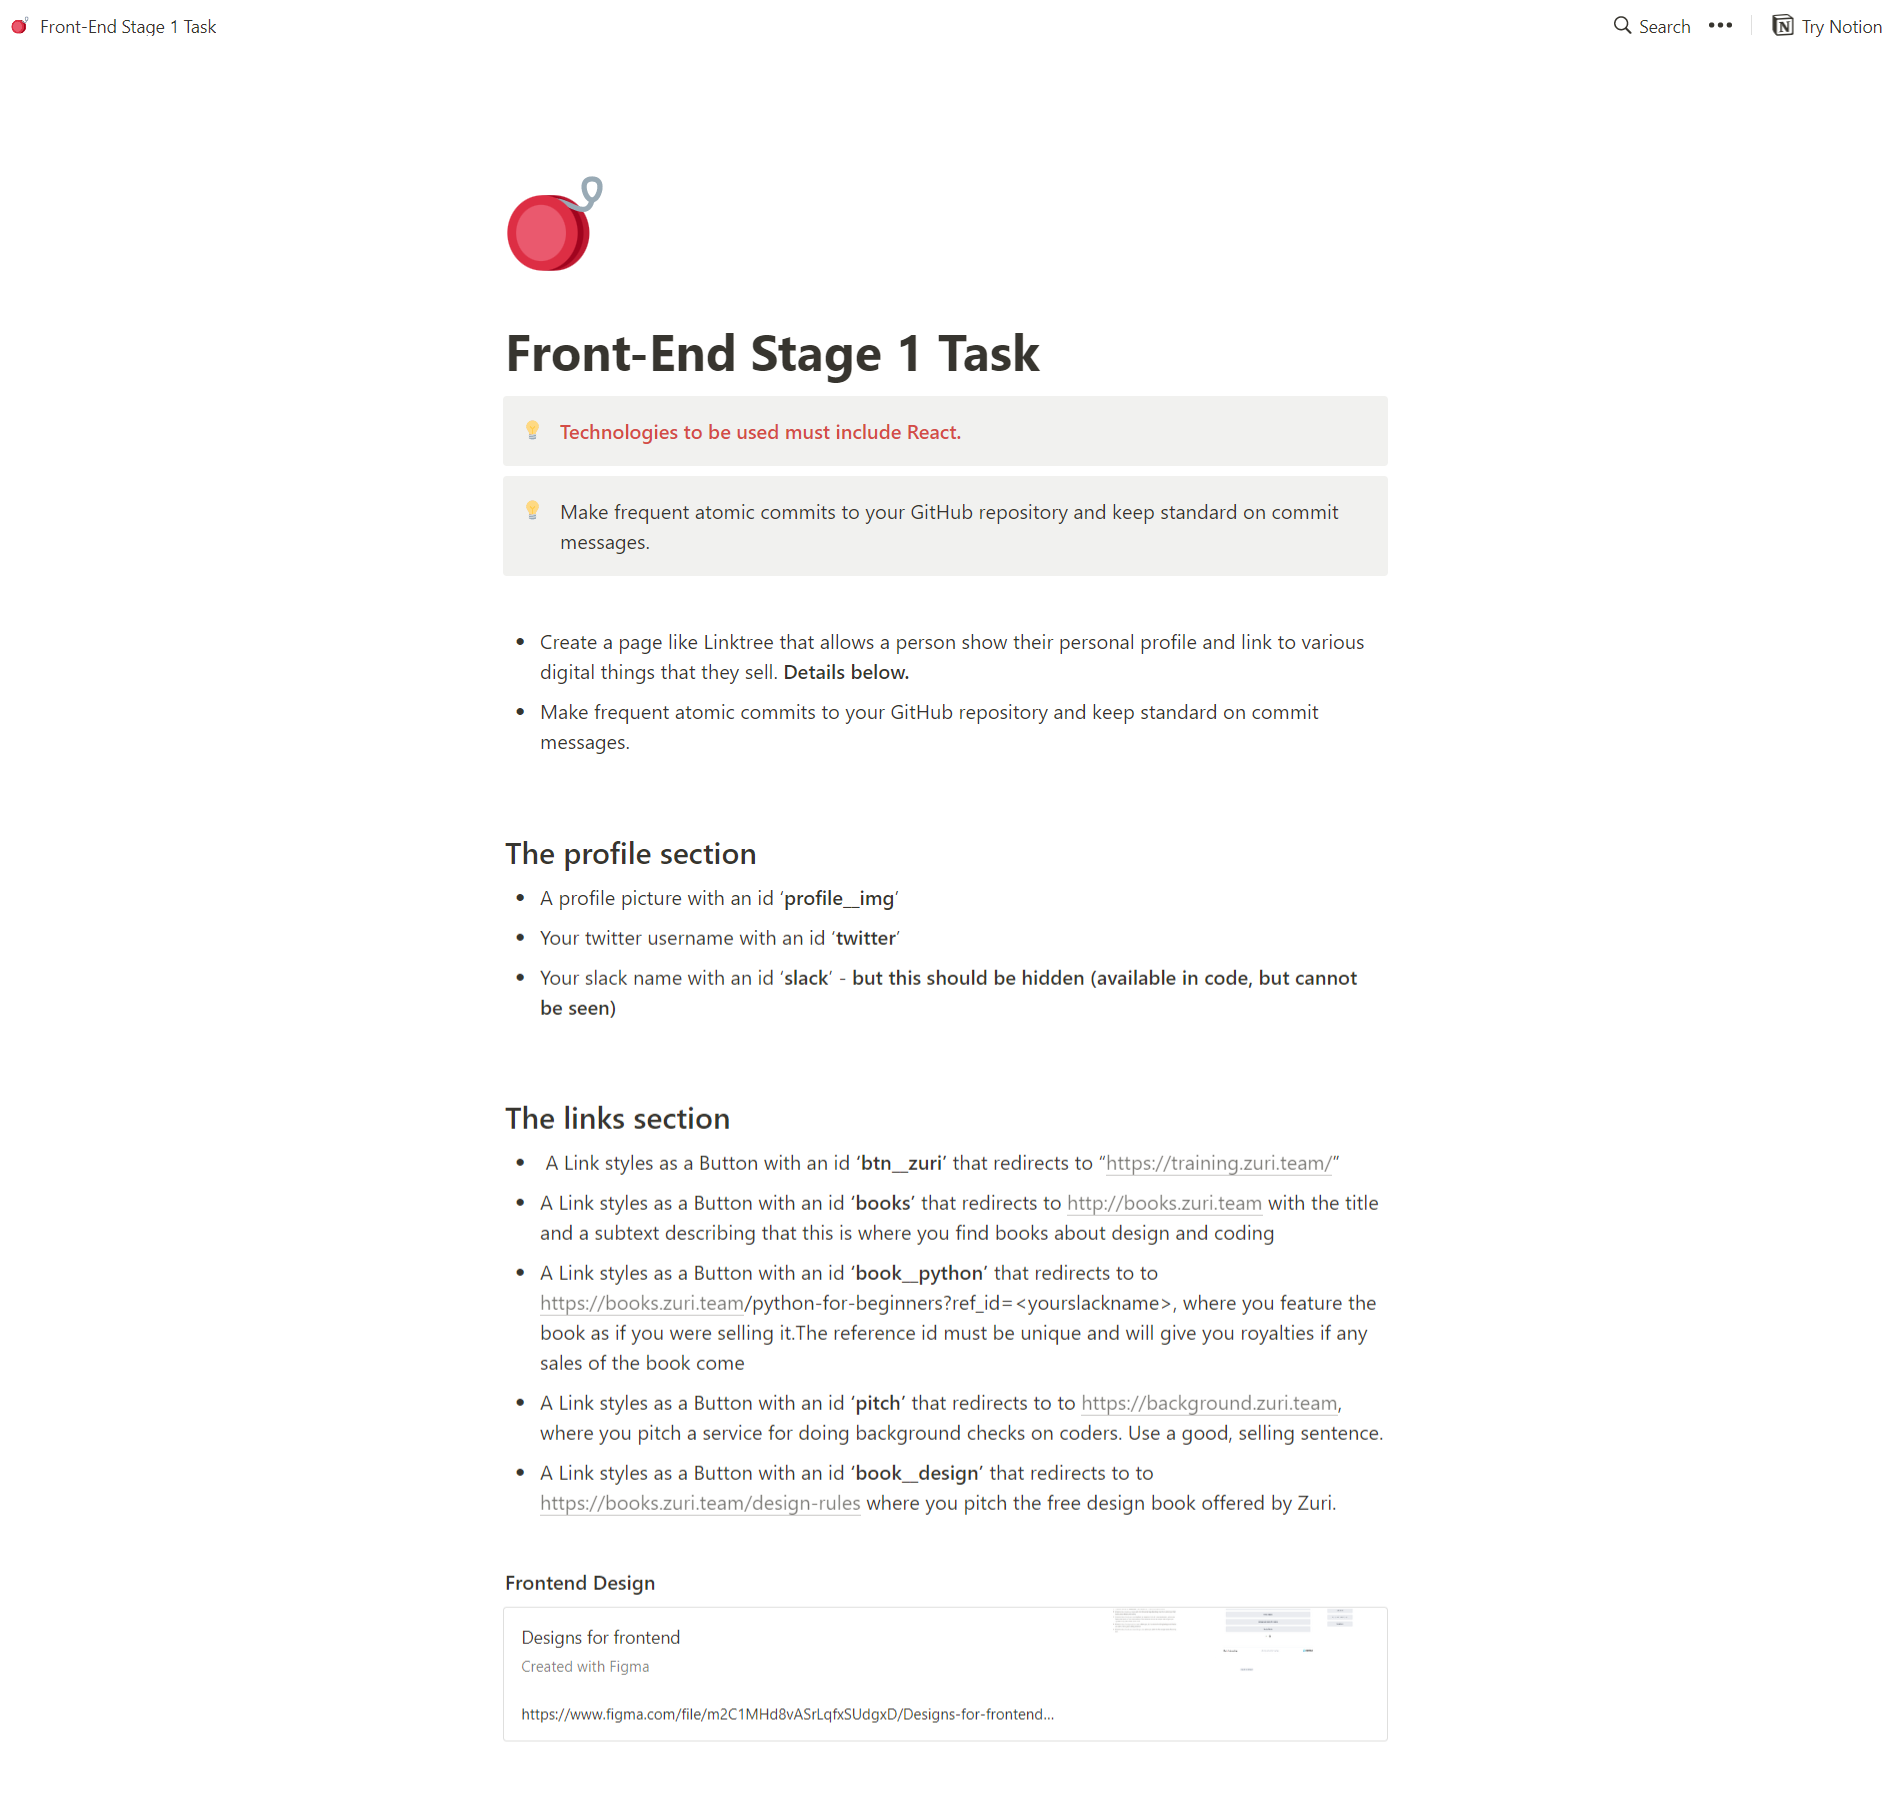 Front-End Stage 1 Task
Search
Try Notion
Front-End Stage 1 Task
Technologies to be used must include React.
Make frequent atomic commits to your GitHub repository and keep standard on commit
messages.
• Create a page like Linktree that allows a person show their personal profile and link to various
digital things that they sell. Details below.
• Make frequent atomic commits to your GitHub repository and keep standard on commit
messages.
The profile section
• A profile picture with an id ‘profile__img’
• Your twitter username with an id ‘twitter’
• Your slack name with an id ‘slack’ - but this should be hidden (available in code, but cannot
be seen)
The links section
• A Link styles as a Button with an id ‘btn__zuri’ that redirects to “https://training.zuri.team/”
• A Link styles as a Button with an id ‘books’ that redirects to http://books.zuri.team with the title
and a subtext describing that this is where you find books about design and coding
• A Link styles as a Button with an id ‘book__python’ that redirects to to
https://books.zuri.team/python-for-beginners?ref_id=<yourslackname>, where you feature the
book as if you were selling it.The reference id must be unique and will give you royalties if any
sales of the book come
• A Link styles as a Button with an id ‘pitch’ that redirects to to https://background.zuri.team,
where you pitch a service for doing background checks on coders. Use a good, selling sentence.
• A Link styles as a Button with an id ‘book__design’ that redirects to to
https://books.zuri.team/design-rules where you pitch the free design book offered by Zuri.
Frontend Design
Designs for frontend
Created with Figma
https://www.figma.com/file/m2C1MHd8vASrLqfxSUdgxD/Designs-for-frontend...